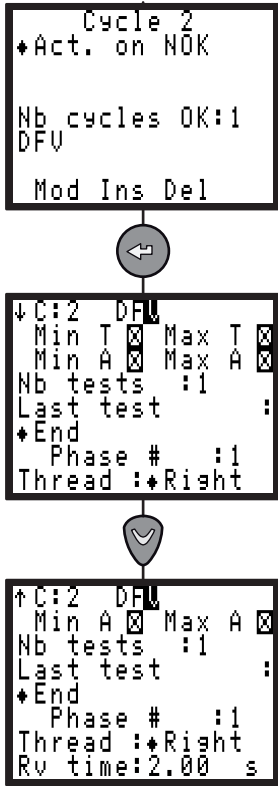 Cycle 2
♦Act. on NOK
Nb cycles OK:1
DFV
Mod Ins Del
↓C:2 DFV
Min T ☒ Max T ☒
Min A ☒ Max A ☒
Nb tests :1
Last test :
♦End
Phase # :1
Thread :♦Right
↑C:2 DFV
Min A ☒ Max A ☒
Nb tests :1
Last test :
♦End
Phase # :1
Thread :♦Right
Rv time:2.00 s